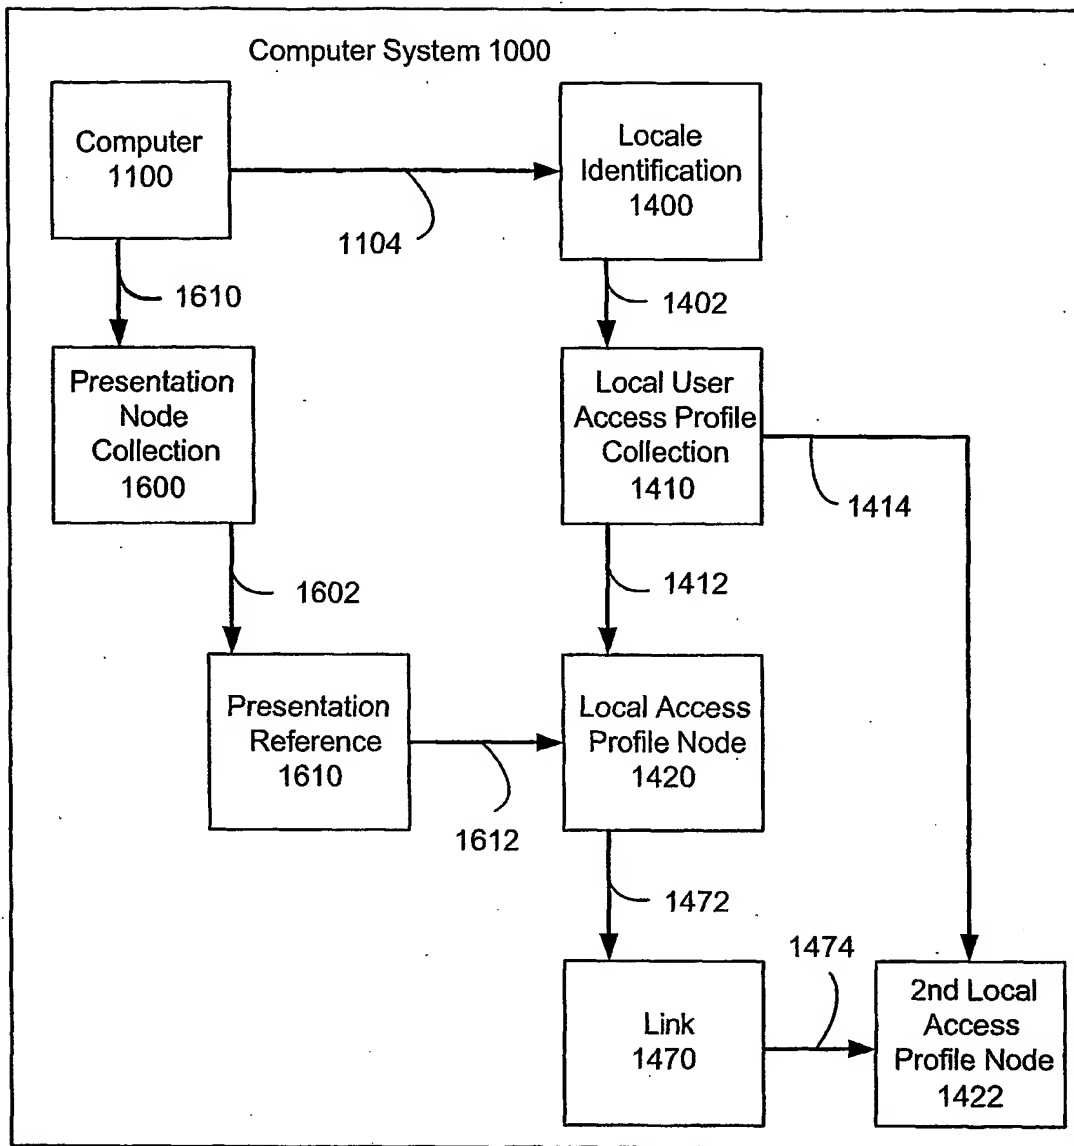 Computer System 1000
Computer
1100
Locale
Identification
1400
1104
1610
1402
Presentation
Node
Collection
1600
Local User
Access Profile
Collection
1410
1414
1602
1412
Presentation
Reference
1610
Local Access
Profile Node
1420
1612
1472
1474
Link
1470
2nd Local
Access
Profile Node
1422